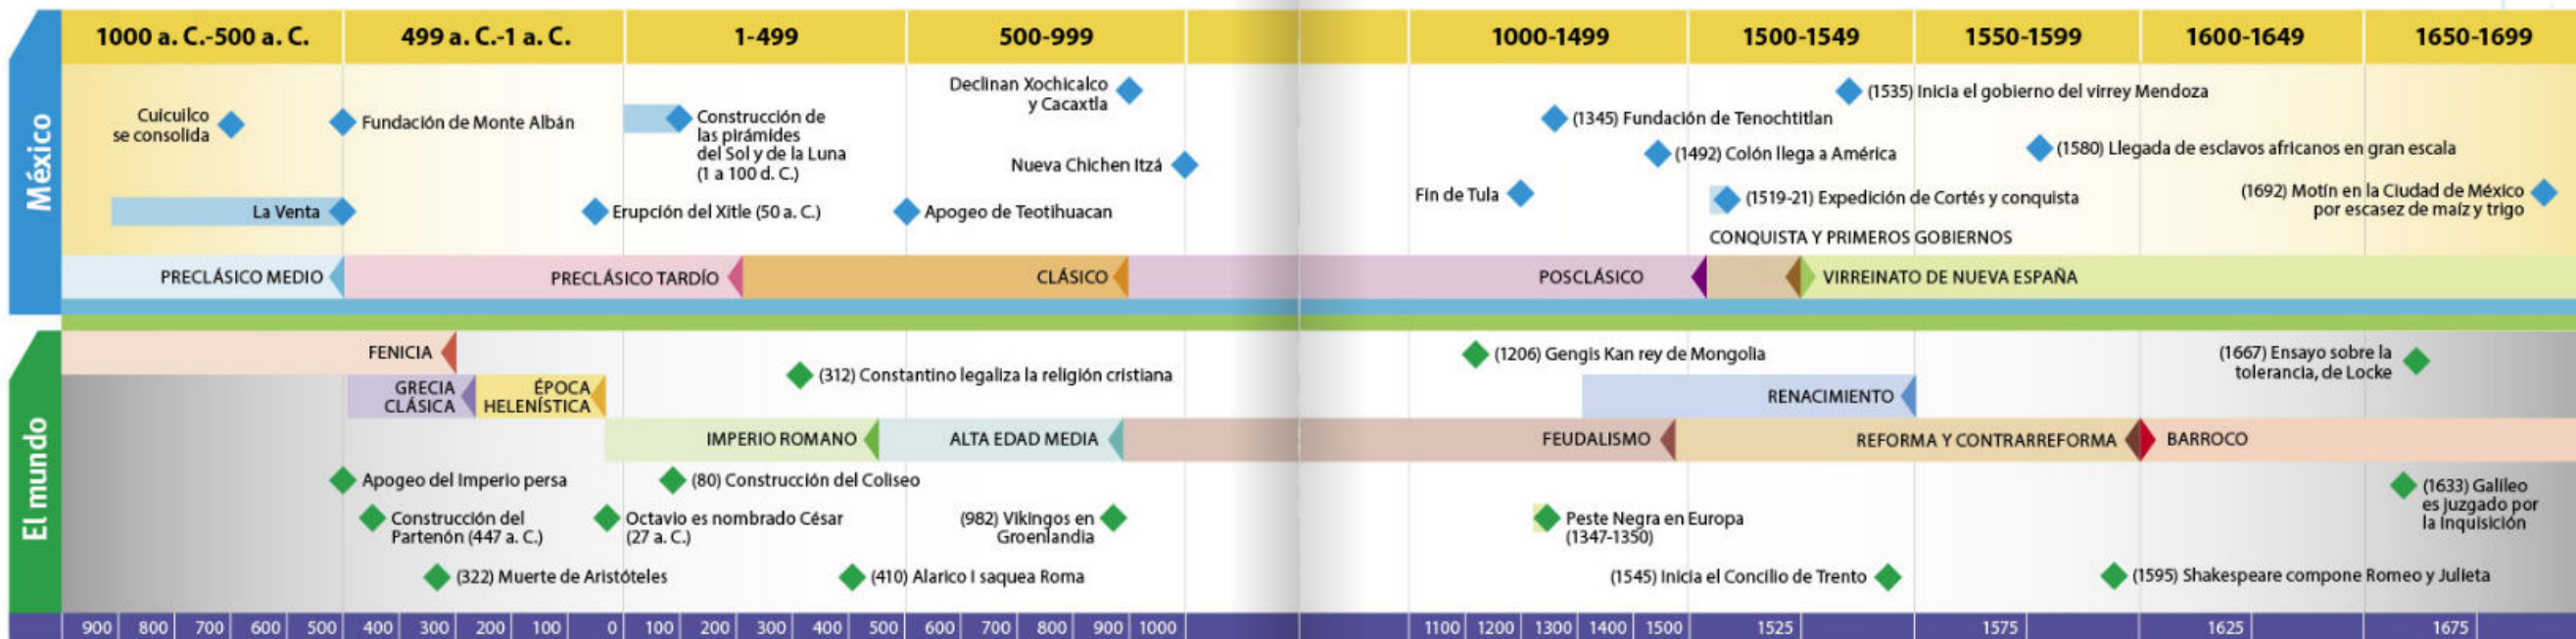 1000 a. C.-500 a. C.
499 a. C.-1 a. C.
1-499
500-999
1000-1499
1500-1549
1550-1599
1600-1649
1650-1699
México
Cuicuilco
se consolida
Fundación de Monte Albán
La Venta
Erupción del Xitle (50 a. C.)
Construcción de
las pirámides
del Sol y de la Luna
(1 a 100 d. C.)
Declinan Xochicalco
y Cacaxtla
Nueva Chichen Itzá
Apogeo de Teotihuacan
(1535) Inicia el gobierno del virrey Mendoza
(1345) Fundación de Tenochtitlan
(1492) Colón llega a América
(1580) Llegada de esclavos africanos en gran escala
Fin de Tula
(1519-21) Expedición de Cortés y conquista
(1692) Motín en la Ciudad de México
por escasez de maíz y trigo
CONQUISTA Y PRIMEROS GOBIERNOS
PRECLÁSICO MEDIO
PRECLÁSICO TARDÍO
CLÁSICO
POSCLÁSICO
VIRREINATO DE NUEVA ESPAÑA
El mundo
FENICIA
GRECIA
CLÁSICA
ÉPOCA
HELENÍSTICA
(312) Constantino legaliza la religión cristiana
(1206) Gengis Kan rey de Mongolia
(1667) Ensayo sobre la
tolerancia, de Locke
RENACIMIENTO
IMPERIO ROMANO
ALTA EDAD MEDIA
FEUDALISMO
REFORMA Y CONTRARREFORMA
BARROCO
Apogeo del Imperio persa
(80) Construcción del Coliseo
Construcción del
Partenón (447 a. C.)
Octavio es nombrado César
(27 a. C.)
(982) Vikingos en
Groenlandia
Peste Negra en Europa
(1347-1350)
(1633) Galileo
es juzgado por
la Inquisición
(322) Muerte de Aristóteles
(410) Alarico I saquea Roma
(1545) Inicia el Concilio de Trento
(1595) Shakespeare compone Romeo y Julieta
900 800 700 600 500 400 300 200 100 0 100 200 300 400 500 600 700 800 900 1000 1100 1200 1300 1400 1500 1525 1575 1625 1675